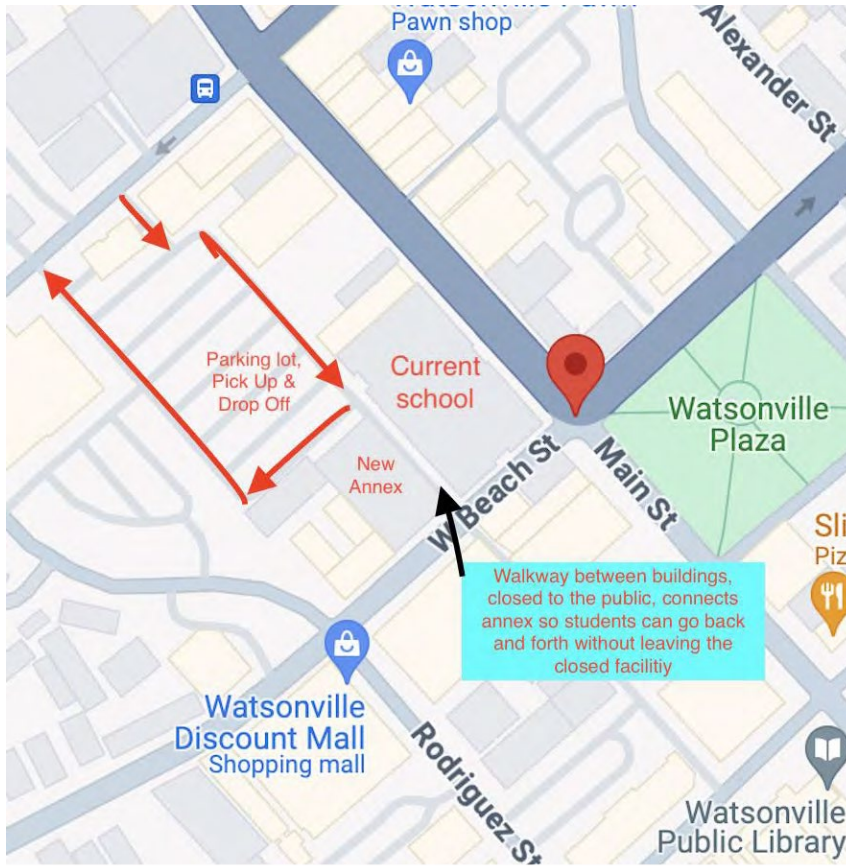 Pawn shop
Alexander St
Parking lot,
Pick Up &
Drop Off
Current
school
New
Annex
W Beach St
Main St
Watsonville
Plaza
Sli
Piz
Walkway between buildings,
closed to the public, connects
annex so students can go back
and forth without leaving the
closed facilitiy
Watsonville
Discount Mall
Shopping mall
Rodriguez St
Watsonville
Public Library